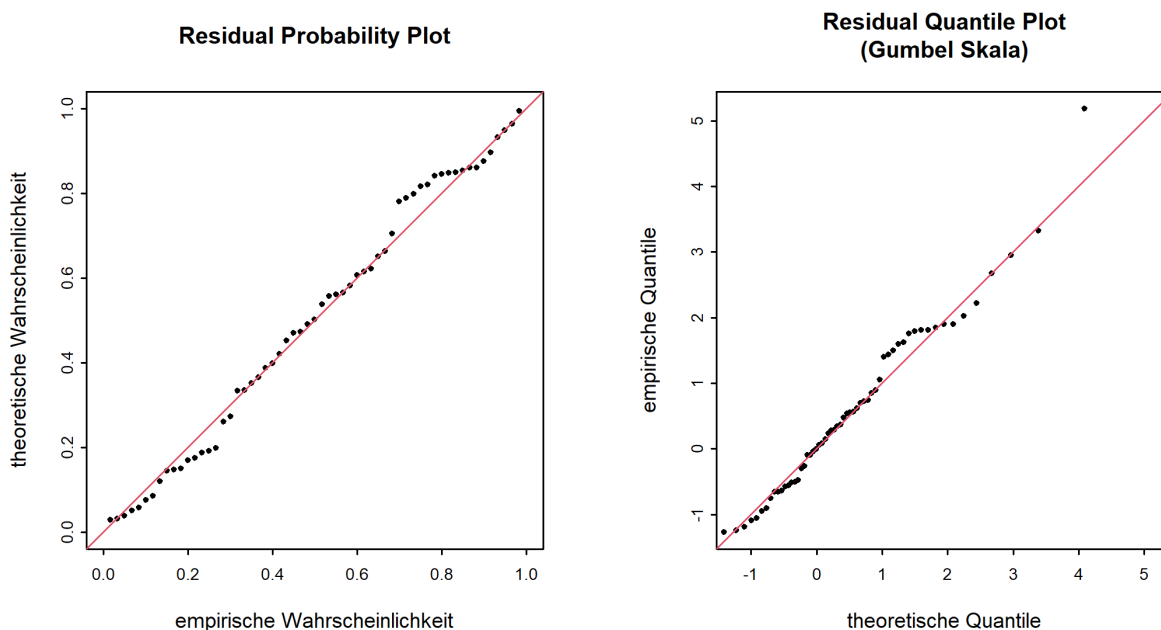 Residual Probability Plot
1.0
0.8
0.6
0.4
0.2
0.0
theoretische Wahrscheinlichkeit
0.0 0.2 0.4 0.6 0.8 1.0
empirische Wahrscheinlichkeit
Residual Quantile Plot
(Gumbel Skala)
5
4
3
2
1
0
-1
empirische Quantile
-1 0 1 2 3 4 5
theoretische Quantile